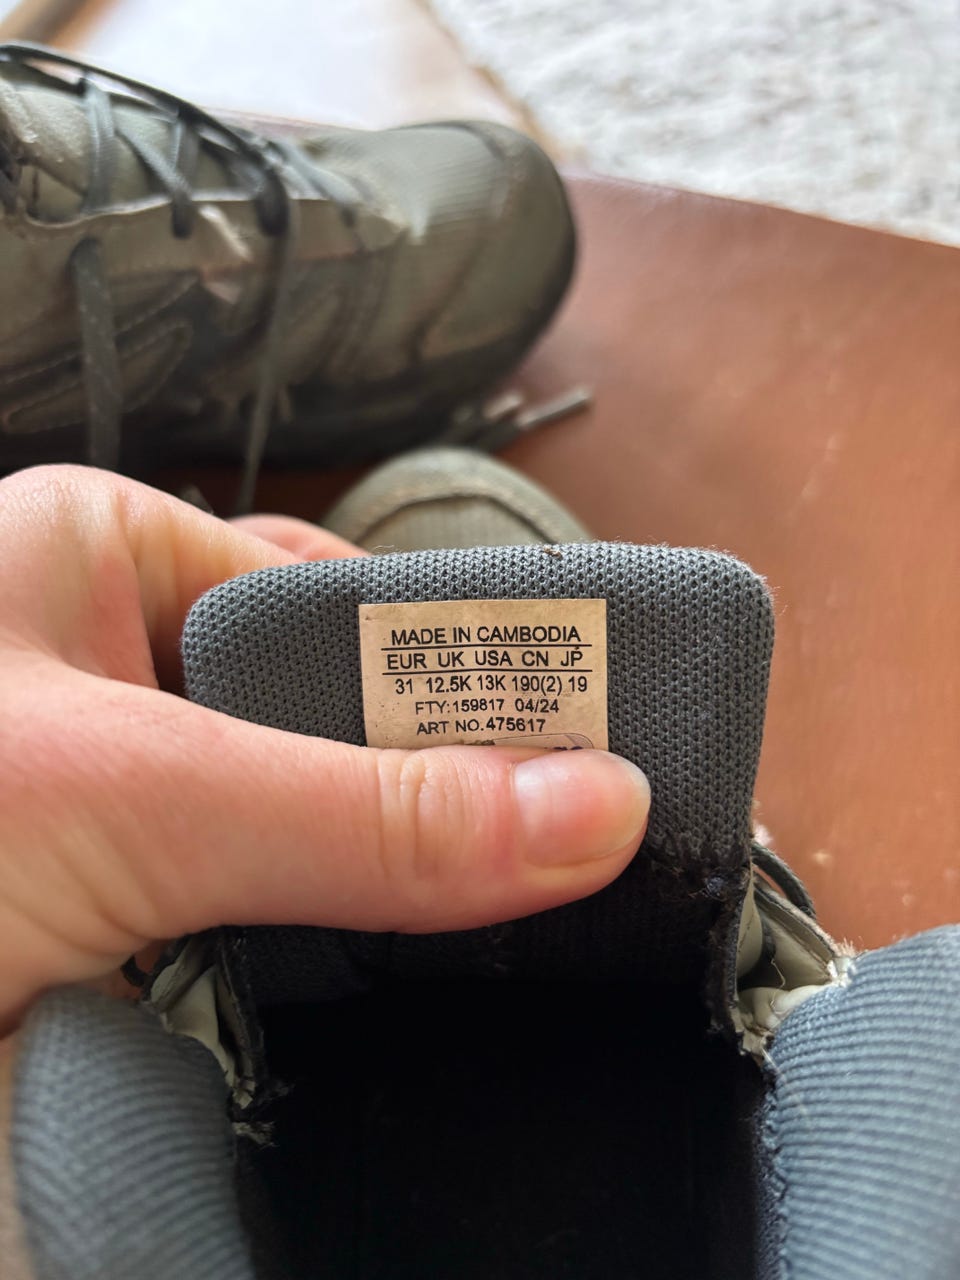 MADE IN CAMBODIA
EUR UK USA CN JP
31 12.5K 13K 190(2) 19
FTY:159817 04/24
ART NO.475617